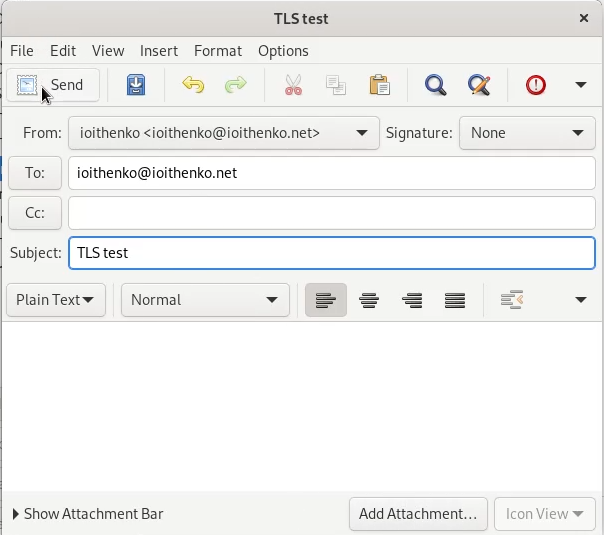 TLS test
File Edit View Insert Format Options
Send
From: ioithenko <ioithenko@ioithenko.net> Signature: None
To: ioithenko@ioithenko.net
Cc:
Subject: TLS test
Plain Text Normal
Show Attachment Bar Add Attachment... Icon View